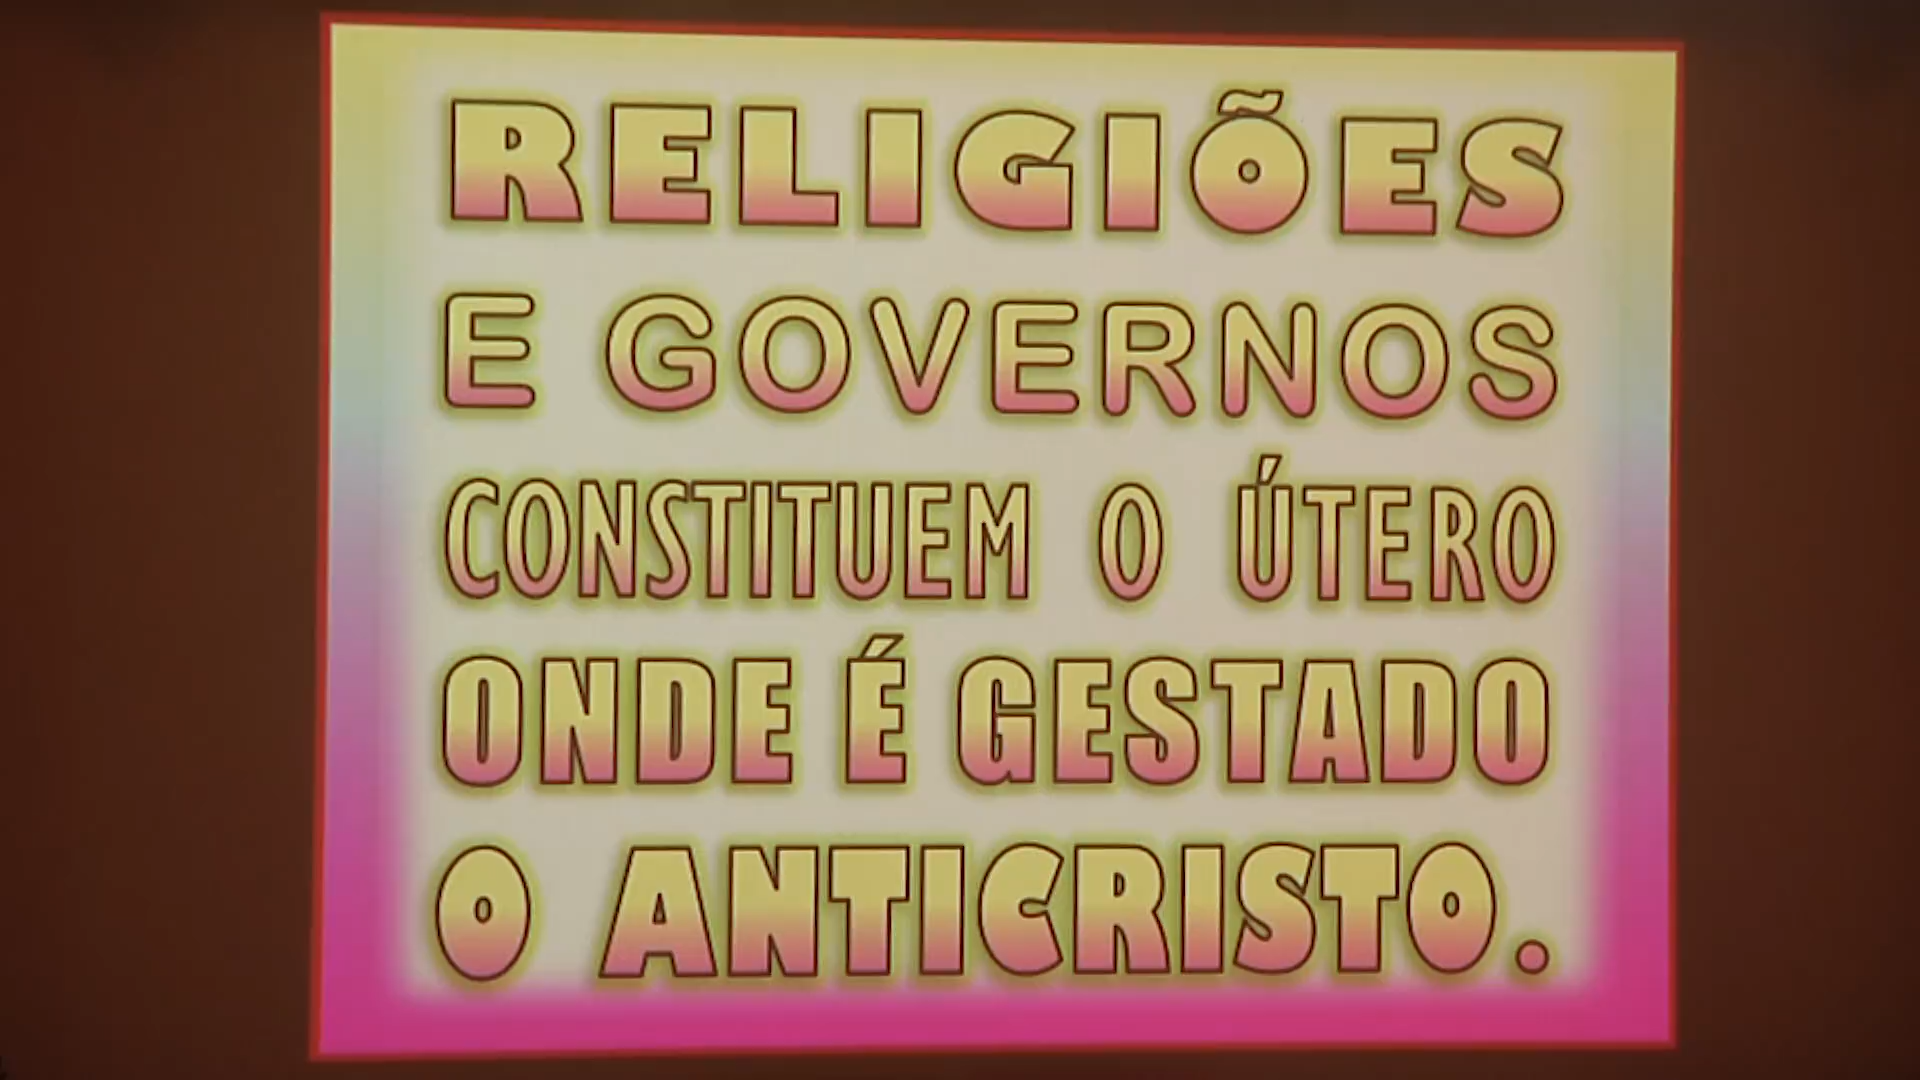 RELIGIÕES
E GOVERNOS
CONSTITUEM O ÚTERO
ONDE É GESTADO
O ANTICRISTO.